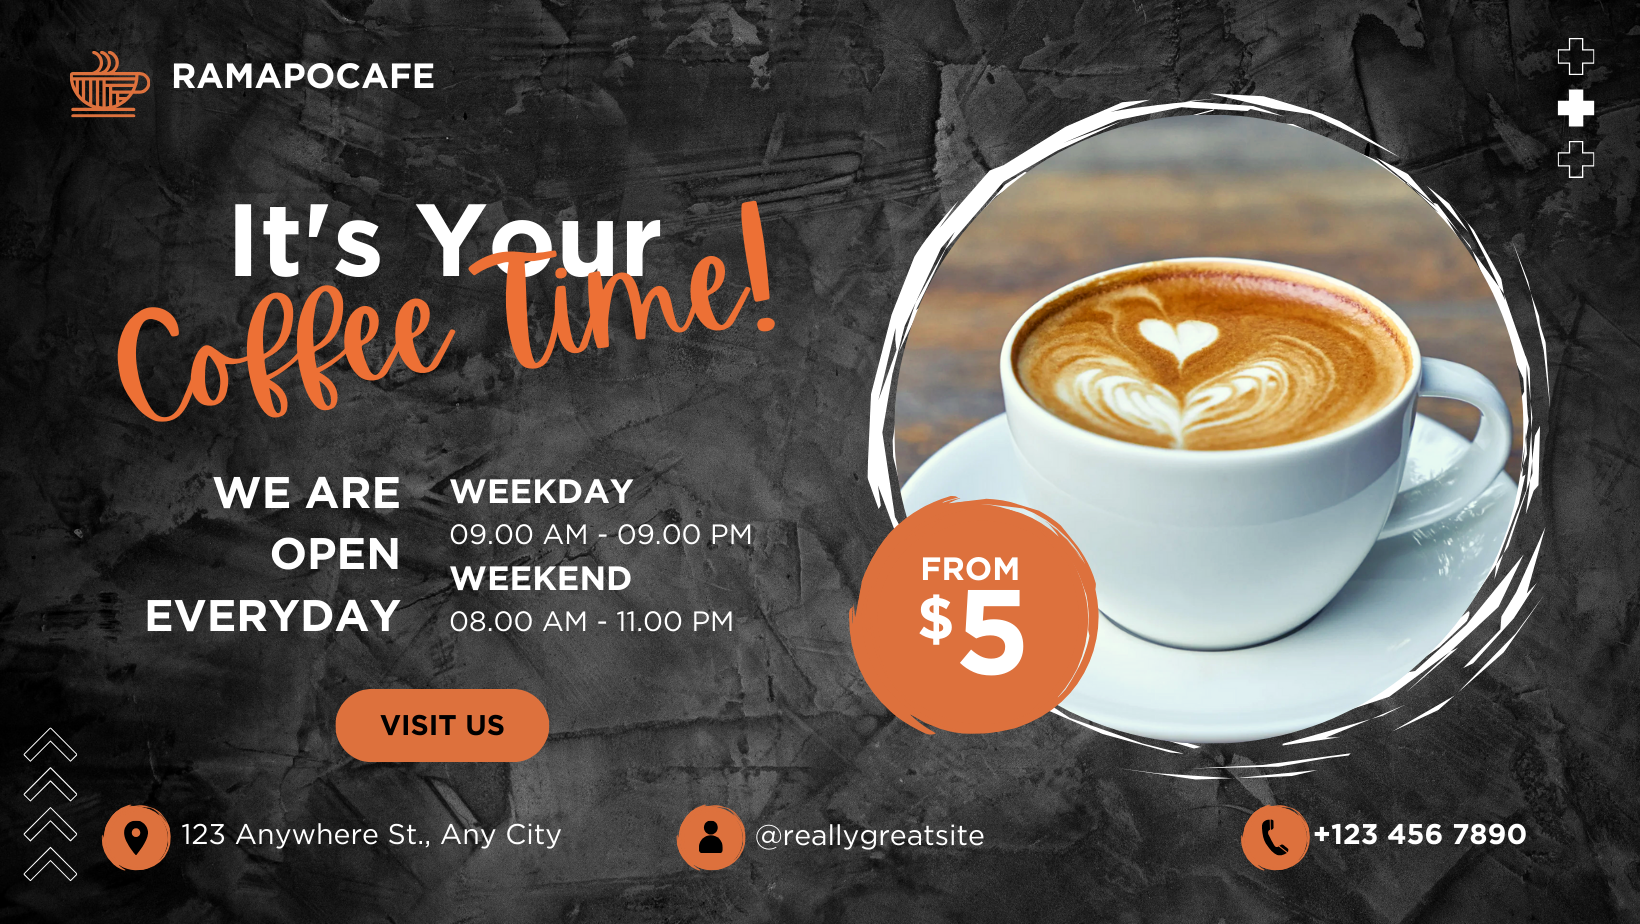 RAMAPOCAFE
It's Your
Coffee Time!
WE ARE
OPEN
EVERYDAY
WEEKDAY
09.00 AM - 09.00 PM
WEEKEND
08.00 AM - 11.00 PM
FROM
$5
VISIT US
123 Anywhere St., Any City
@reallygreatsite
+123 456 7890